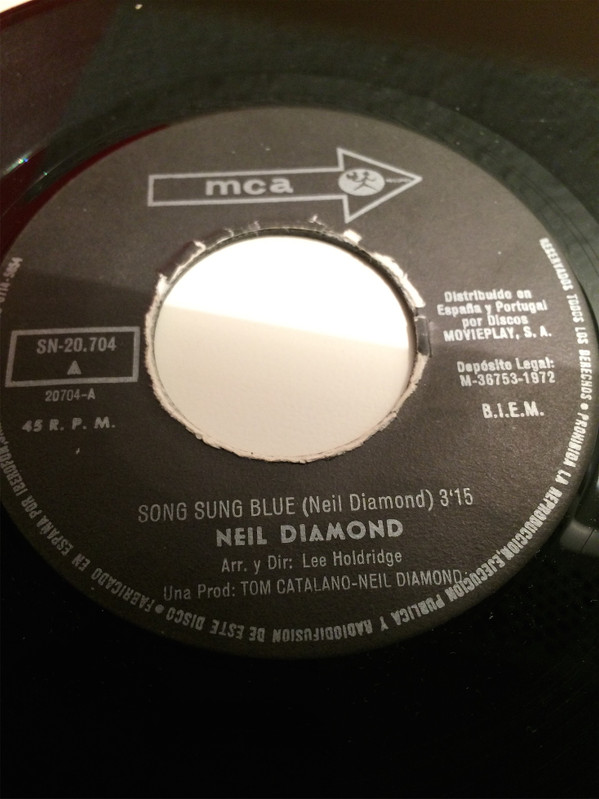 mca
SN-20.704
20704-A
45 R. P. M.
Distribuido en
España y Portugal
por Discos
MOVIEPLAY, S. A.
Depósito Legal:
M-36753-1972
B.I.E.M.
SONG SUNG BLUE (Neil Diamond) 3'15
NEIL DIAMOND
Arr. y Dir: Lee Holdridge
Una Prod: TOM CATALANO-NEIL DIAMOND
RESERVADOS TODOS LOS DERECHOS • PROHIBIDA LA REPRODUCCION, EJECUCION PUBLICA Y RADIODIFUSION DE ESTE DISCO • FABRICADO EN ESPAÑA POR IBEROFON,